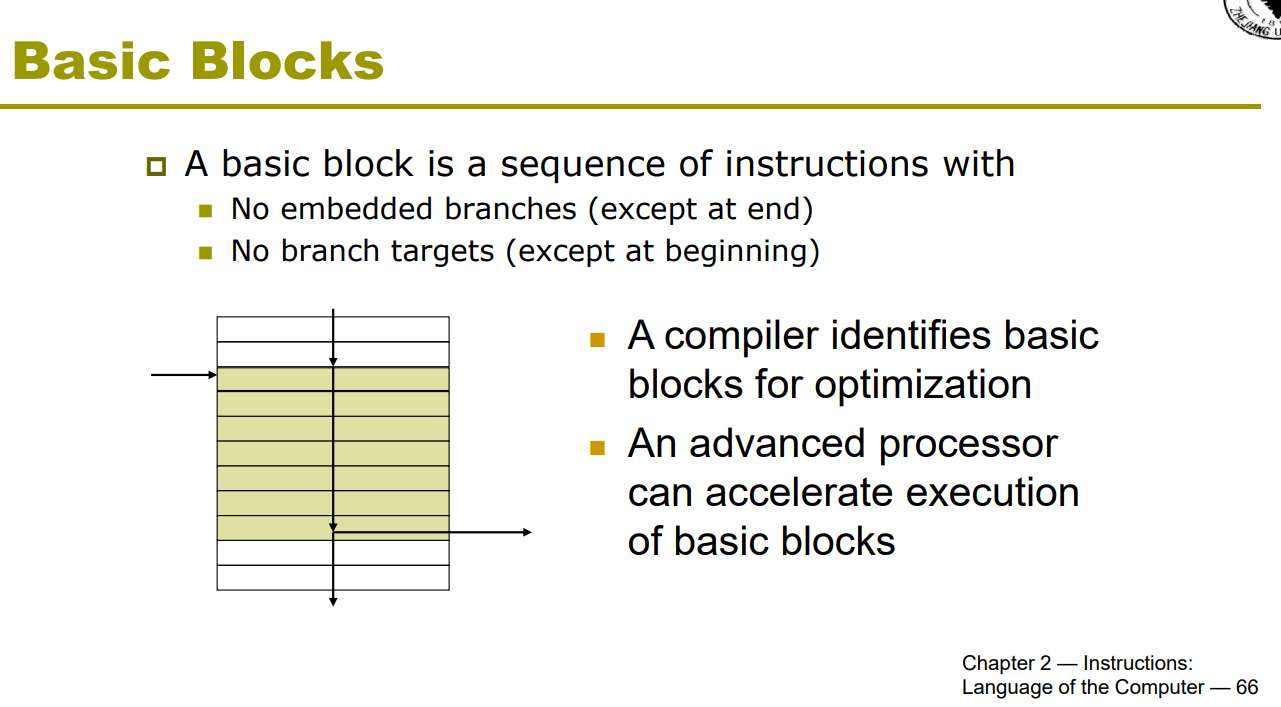 Basic Blocks
A basic block is a sequence of instructions with
No embedded branches (except at end)
No branch targets (except at beginning)
A compiler identifies basic
blocks for optimization
An advanced processor
can accelerate execution
of basic blocks
Chapter 2 — Instructions:
Language of the Computer — 66